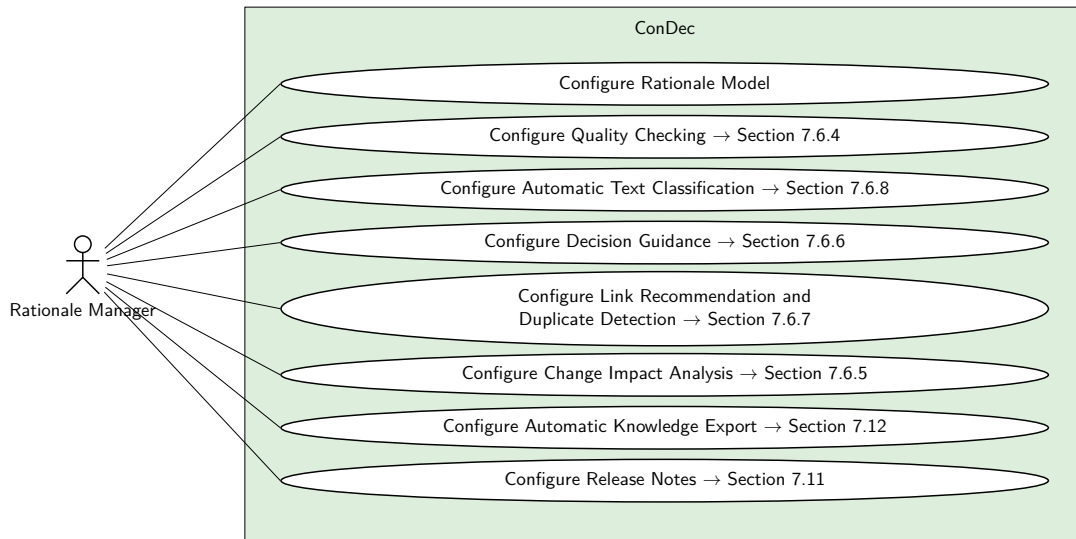 ConDec
Configure Rationale Model
Configure Quality Checking → Section 7.6.4
Configure Automatic Text Classification → Section 7.6.8
Configure Decision Guidance → Section 7.6.6
Configure Link Recommendation and
Duplicate Detection → Section 7.6.7
Rationale Manager
Configure Change Impact Analysis → Section 7.6.5
Configure Automatic Knowledge Export → Section 7.12
Configure Release Notes → Section 7.11